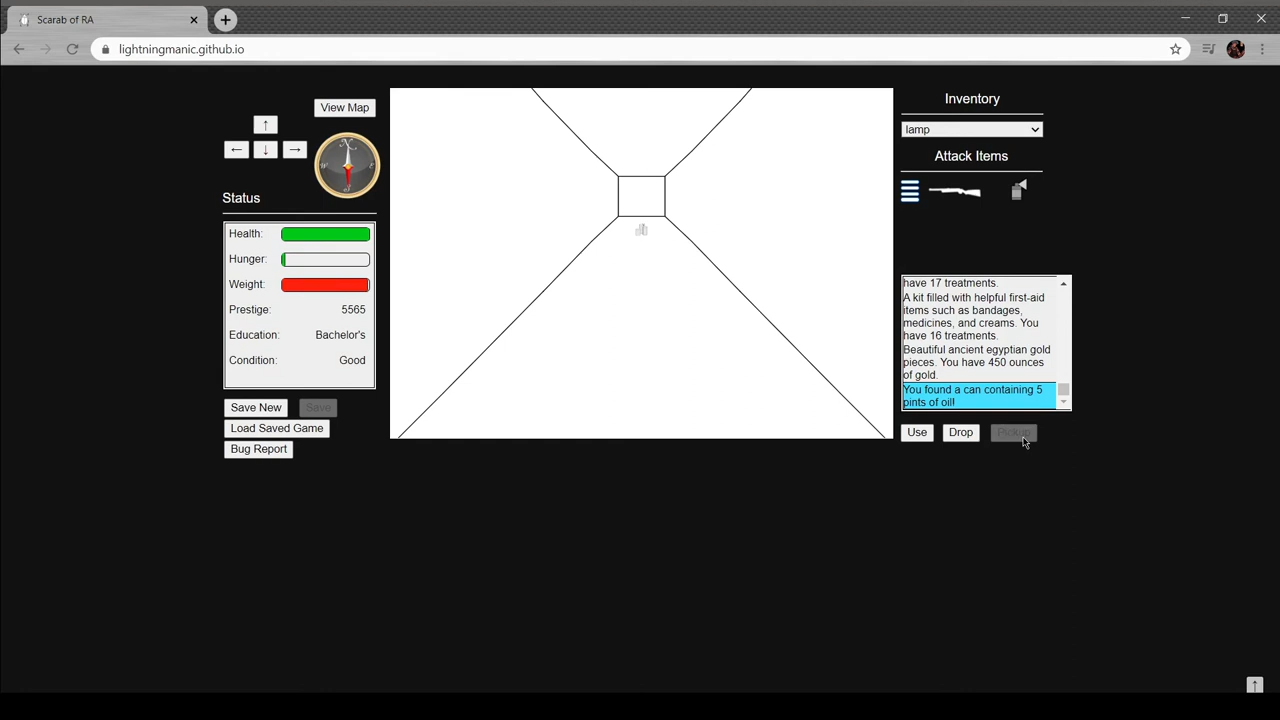 Scarab of RA
lightningmanic.github.io
View Map
Status
Health:
Hunger:
Weight:
Prestige: 5565
Education: Bachelor's
Condition: Good
Save New Save
Load Saved Game
Bug Report
Inventory
lamp
Attack Items
have 17 treatments.
A kit filled with helpful first-aid
items such as bandages,
medicines, and creams. You
have 16 treatments.
Beautiful ancient egyptian gold
pieces. You have 450 ounces
of gold.
You found a can containing 5
pints of oil!
Use Drop Pickup